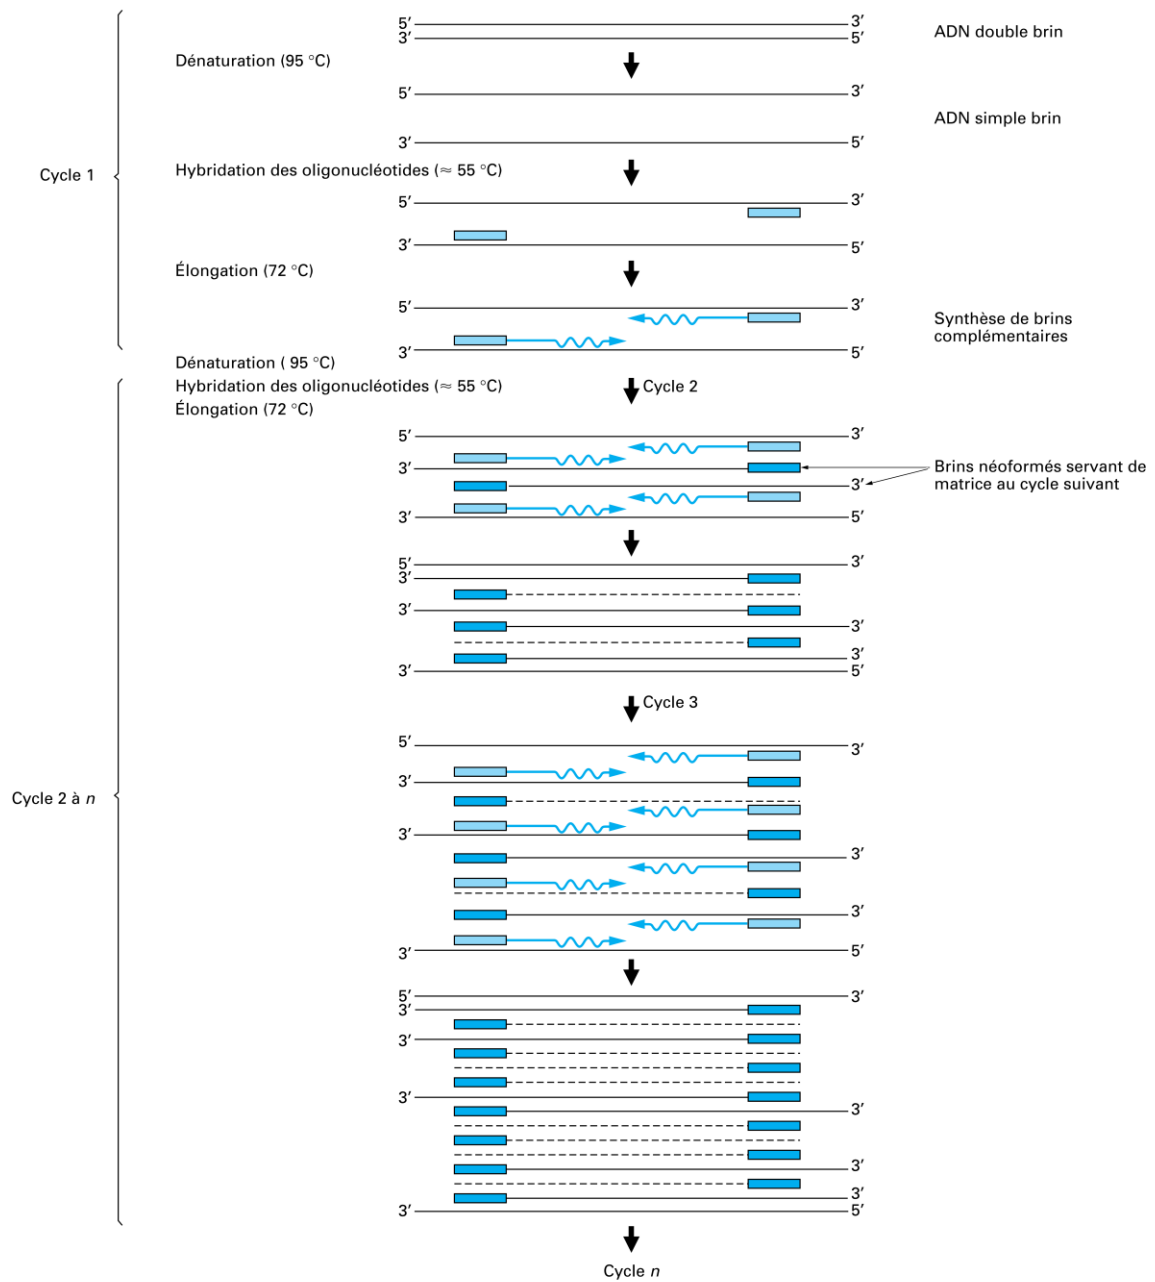 5′ 3′
3′ 5′
ADN double brin
Dénaturation (95 °C)
5′ 3′
ADN simple brin
3′ 5′
Cycle 1
Hybridation des oligonucléotides (≈ 55 °C)
5′ 3′
3′ 5′
Élongation (72 °C)
5′ 3′
Synthèse de brins
complémentaires
3′ 5′
Dénaturation ( 95 °C)
Hybridation des oligonucléotides (≈ 55 °C)
Cycle 2
Élongation (72 °C)
5′ 3′
3′
Brins néoformés servant de
matrice au cycle suivant
3′
3′ 5′
5′ 3′
3′
3′
3′
3′
3′ 5′
Cycle 3
5′ 3′
3′
Cycle 2 à n
3′
3′
3′
3′ 5′
5′ 3′
3′
3′
3′
3′
3′
3′
3′ 5′
Cycle n